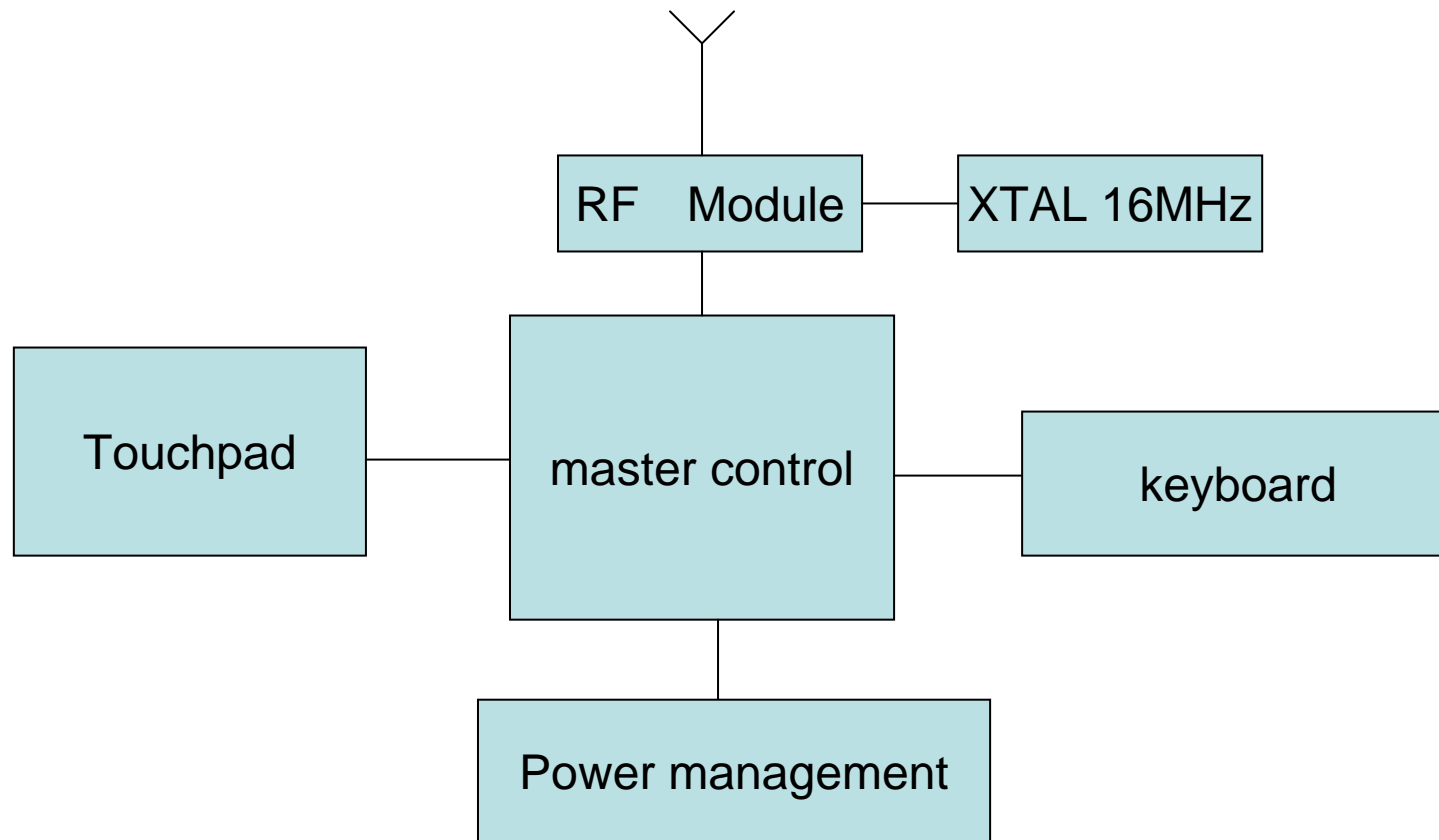 RF Module
XTAL 16MHz
Touchpad
master control
keyboard
Power management